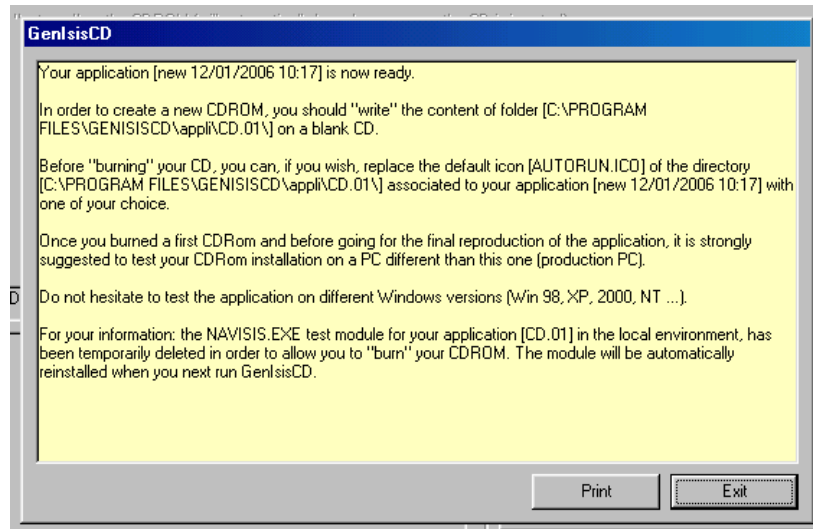 GenIsisCD
Your application [new 12/01/2006 10:17] is now ready.
In order to create a new CDROM, you should "write" the content of folder [C:\PROGRAM
FILES\GENISISCD\appli\CD.01\] on a blank CD.
Before "burning" your CD, you can, if you wish, replace the default icon [AUTORUN.ICO] of the directory
[C:\PROGRAM FILES\GENISISCD\appli\CD.01\] associated to your application [new 12/01/2006 10:17] with
one of your choice.
Once you burned a first CDRom and before going for the final reproduction of the application, it is strongly
suggested to test your CDRom installation on a PC different than this one (production PC).
Do not hesitate to test the application on different Windows versions (Win 98, XP, 2000, NT ...).
For your information: the NAVISIS.EXE test module for your application [CD.01] in the local environment, has
been temporarily deleted in order to allow you to "burn" your CDROM. The module will be automatically
reinstalled when you next run GenIsisCD.
Print
Exit